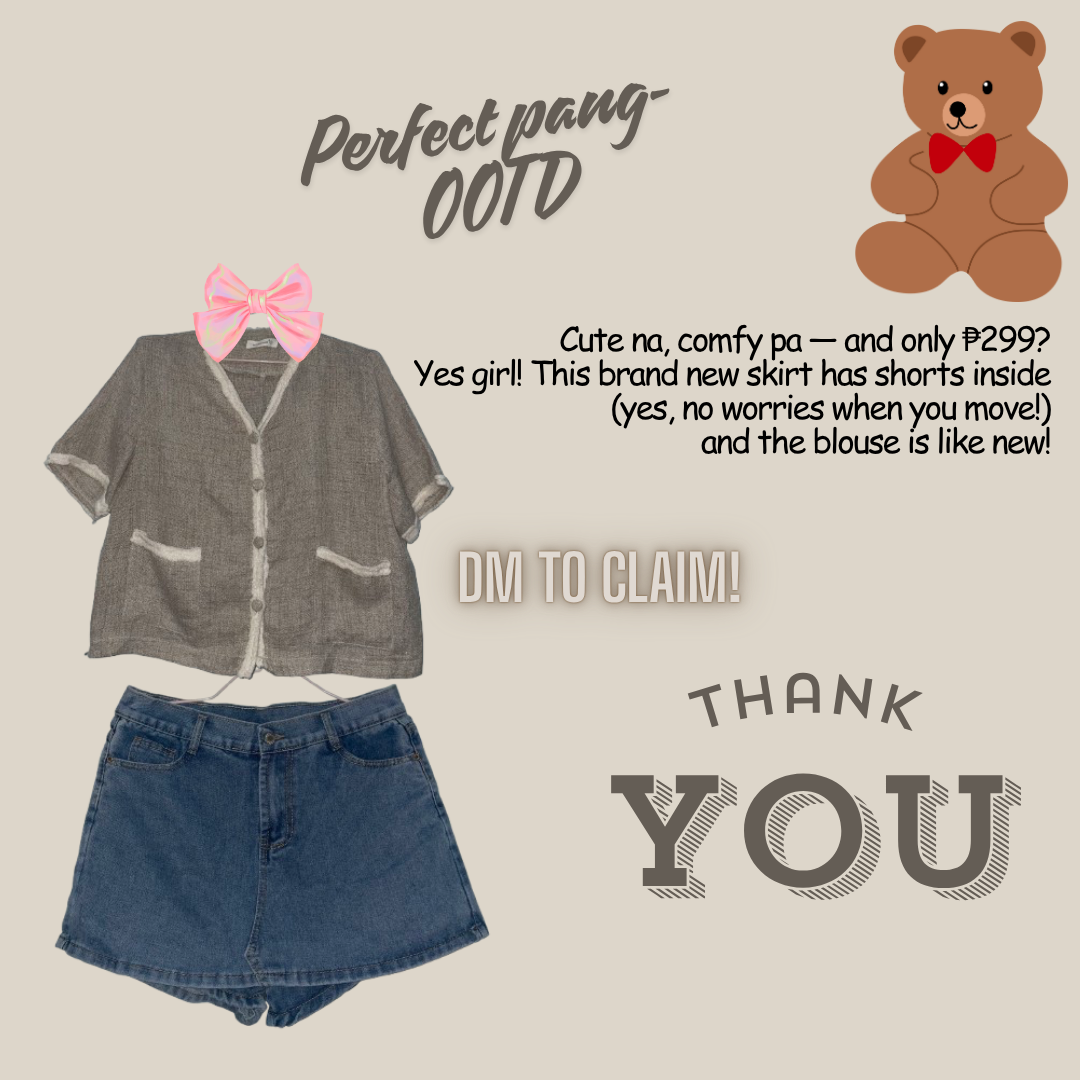 Perfect pang-
OOTD
Cute na, comfy pa — and only ₱299?
Yes girl! This brand new skirt has shorts inside
(yes, no worries when you move!)
and the blouse is like new!
DM TO CLAIM!
THANK
YOU